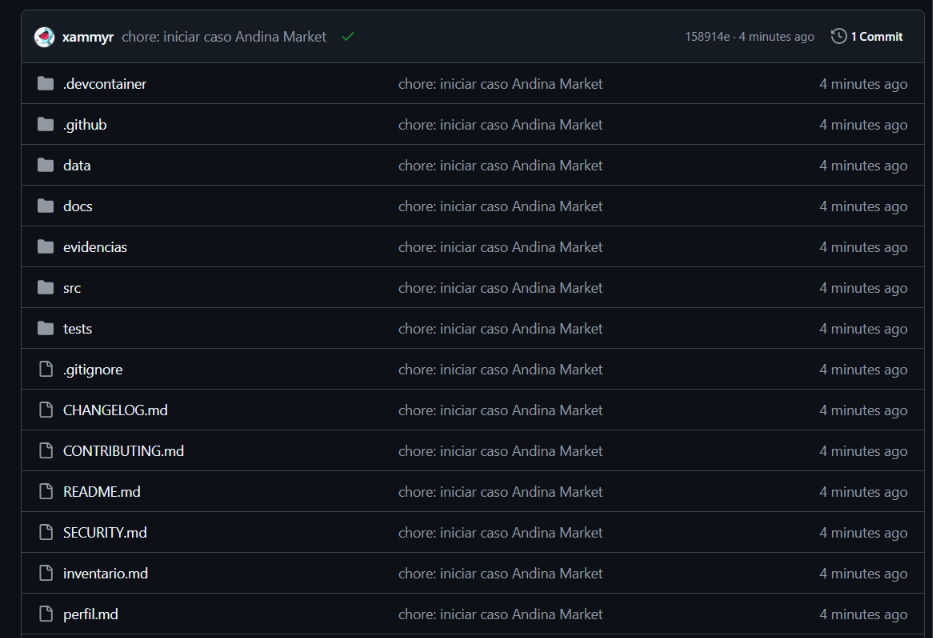 xammyr chore: iniciar caso Andina Market 158914e · 4 minutes ago 1 Commit
.devcontainer chore: iniciar caso Andina Market 4 minutes ago
.github chore: iniciar caso Andina Market 4 minutes ago
data chore: iniciar caso Andina Market 4 minutes ago
docs chore: iniciar caso Andina Market 4 minutes ago
evidencias chore: iniciar caso Andina Market 4 minutes ago
src chore: iniciar caso Andina Market 4 minutes ago
tests chore: iniciar caso Andina Market 4 minutes ago
.gitignore chore: iniciar caso Andina Market 4 minutes ago
CHANGELOG.md chore: iniciar caso Andina Market 4 minutes ago
CONTRIBUTING.md chore: iniciar caso Andina Market 4 minutes ago
README.md chore: iniciar caso Andina Market 4 minutes ago
SECURITY.md chore: iniciar caso Andina Market 4 minutes ago
inventario.md chore: iniciar caso Andina Market 4 minutes ago
perfil.md chore: iniciar caso Andina Market 4 minutes ago